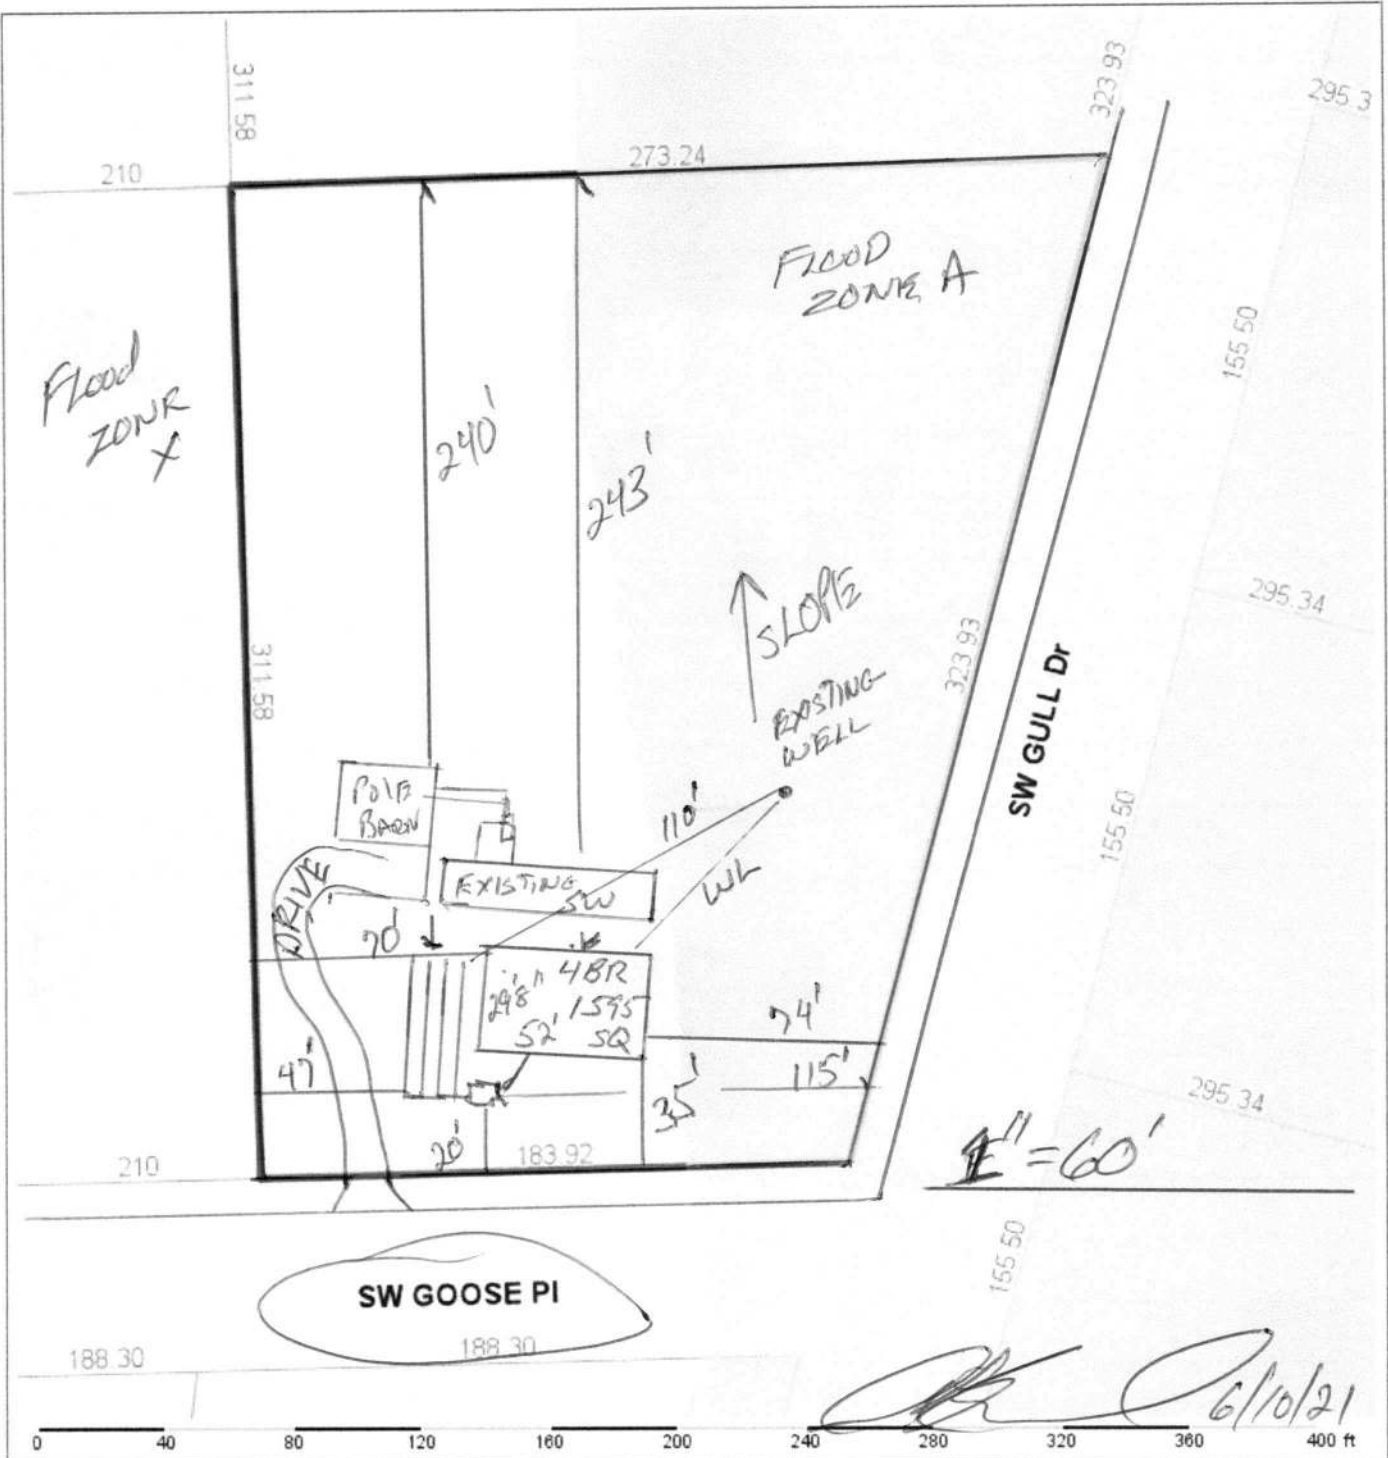 311.58
323.93
295.3
210
273.24
FLOOD
ZONE A
Flood
ZONE
X
155.50
240'
243'
SLOPE
295.34
311.58
323.93
EXISTING
WELL
SW GULL Dr
POLE
BARN
110'
155.50
DRIVE
EXISTING
SW
WL
70'
4BR
29'8" 1595
52' SQ
74'
47'
115'
35'
295.34
20'
183.92
210
1" = 60'
155.50
SW GOOSE Pl
188.30
188.30
6/10/21
0 40 80 120 160 200 240 280 320 360 400 ft